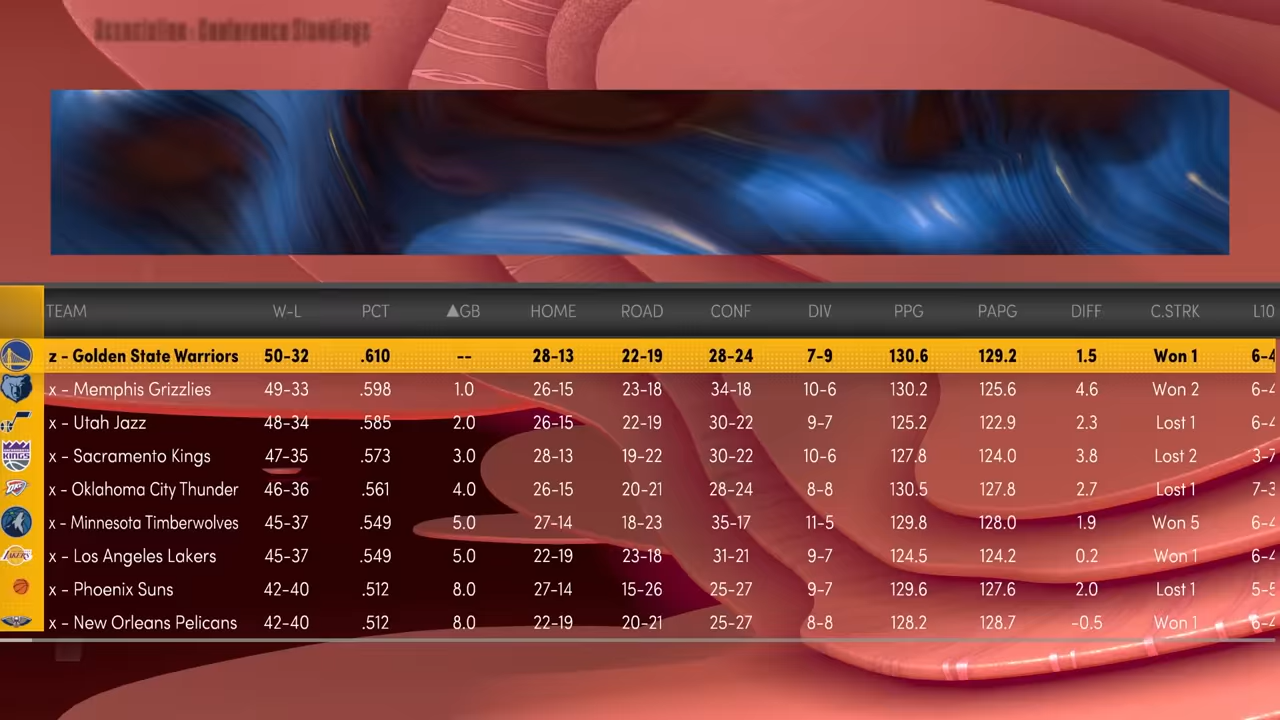 Association : Conference Standings
TEAM W-L PCT ▲GB HOME ROAD CONF DIV PPG PAPG DIFF C.STRK L10
z - Golden State Warriors 50-32 .610 -- 28-13 22-19 28-24 7-9 130.6 129.2 1.5 Won 1
x - Memphis Grizzlies 49-33 .598 1.0 26-15 23-18 34-18 10-6 130.2 125.6 4.6 Won 2
x - Utah Jazz 48-34 .585 2.0 26-15 22-19 30-22 9-7 125.2 122.9 2.3 Lost 1
KINGS x - Sacramento Kings 47-35 .573 3.0 28-13 19-22 30-22 10-6 127.8 124.0 3.8 Lost 2
x - Oklahoma City Thunder 46-36 .561 4.0 26-15 20-21 28-24 8-8 130.5 127.8 2.7 Lost 1
x - Minnesota Timberwolves 45-37 .549 5.0 27-14 18-23 35-17 11-5 129.8 128.0 1.9 Won 5
x - Los Angeles Lakers 45-37 .549 5.0 22-19 23-18 31-21 9-7 124.5 124.2 0.2 Won 1
x - Phoenix Suns 42-40 .512 8.0 27-14 15-26 25-27 9-7 129.6 127.6 2.0 Lost 1
x - New Orleans Pelicans 42-40 .512 8.0 22-19 20-21 25-27 8-8 128.2 128.7 -0.5 Won 1